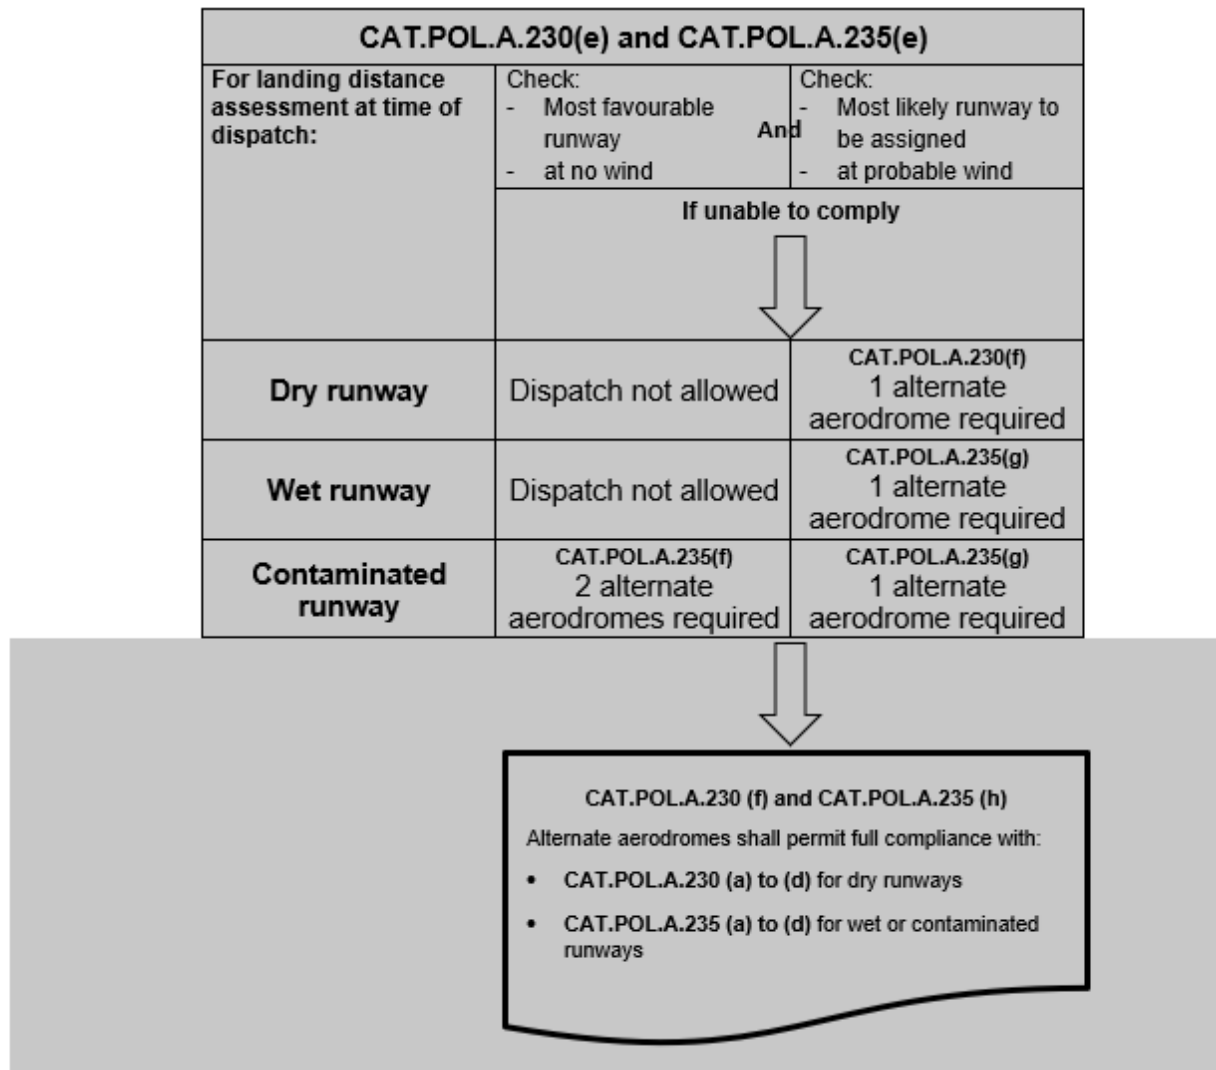 CAT.POL.A.230(e) and CAT.POL.A.235(e)
For landing distance
assessment at time of
dispatch:
Check:
- Most favourable
runway
- at no wind
And
Check:
- Most likely runway to
be assigned
- at probable wind
If unable to comply
Dry runway
Dispatch not allowed
CAT.POL.A.230(f)
1 alternate
aerodrome required
Wet runway
Dispatch not allowed
CAT.POL.A.235(g)
1 alternate
aerodrome required
Contaminated
runway
CAT.POL.A.235(f)
2 alternate
aerodromes required
CAT.POL.A.235(g)
1 alternate
aerodrome required
CAT.POL.A.230 (f) and CAT.POL.A.235 (h)
Alternate aerodromes shall permit full compliance with:
• CAT.POL.A.230 (a) to (d) for dry runways
• CAT.POL.A.235 (a) to (d) for wet or contaminated
runways